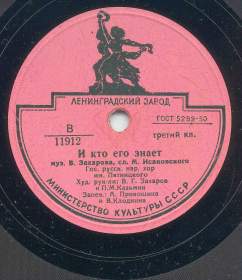 ЛЕНИНГРАДСКИЙ ЗАВОД
ГОСТ 5289-50
В
11912
третий кл.
И кто его знает
муз. В. Захарова, сл. М. Исаковского
Гос. русск. нар. хор
им. Пятницкого
Худ. рук-ли: В. Г. Захаров
и П. М. Казьмин
Запев.: А. Прокошина
и В. Клоднина
МИНИСТЕРСТВО КУЛЬТУРЫ СССР